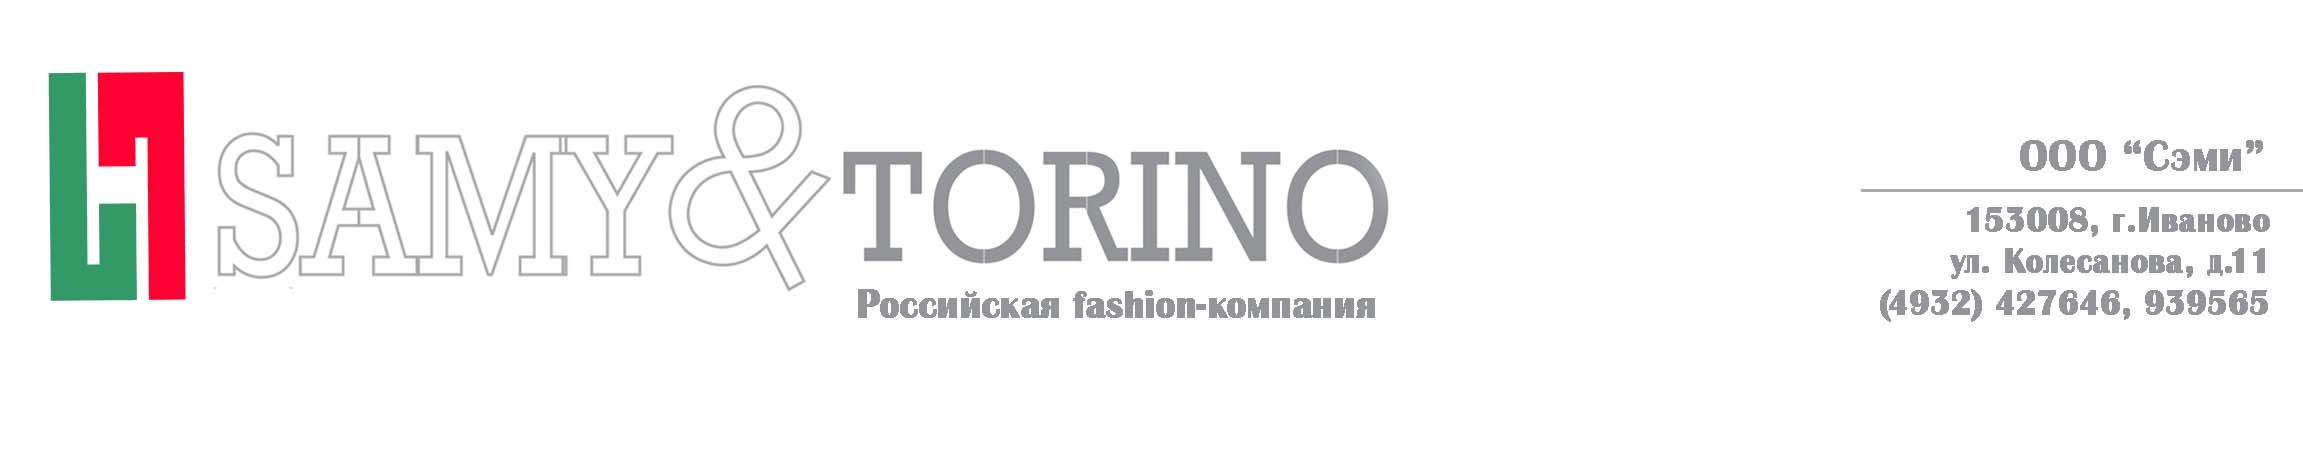 SAMY&TORINO
Российская fashion-компания
ООО “Сэми”
153008, г.Иваново
ул. Колесанова, д.11
(4932) 427646, 939565